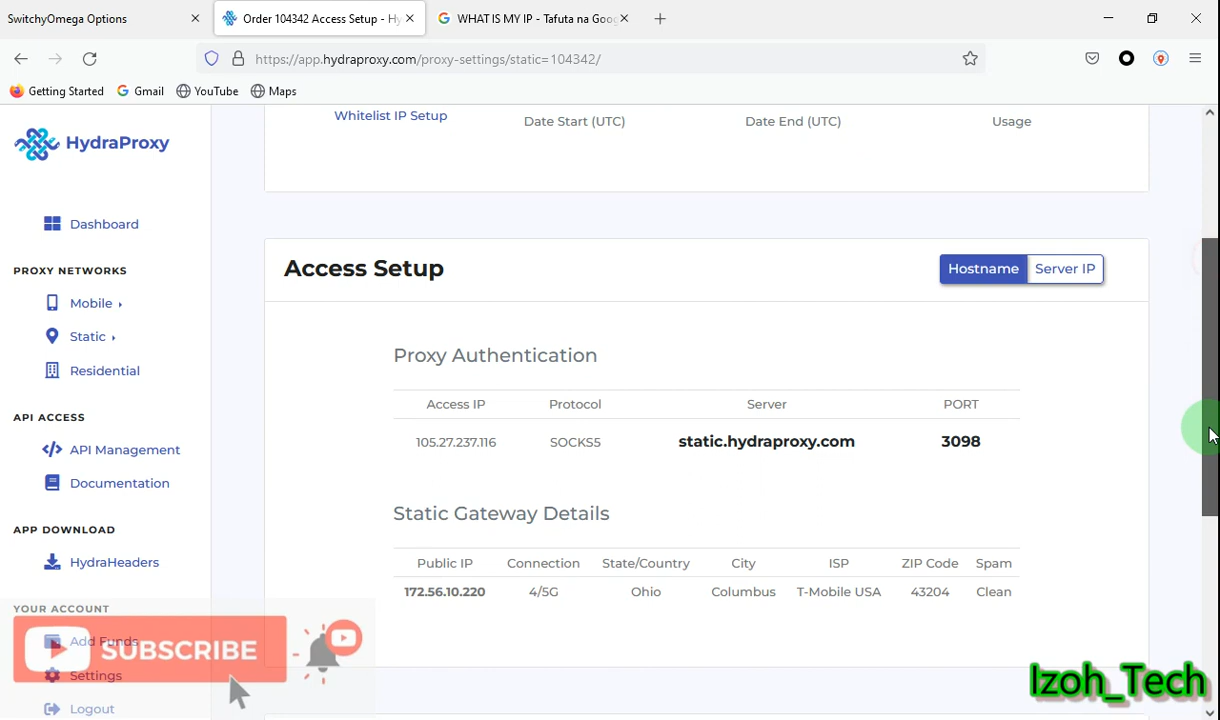 SwitchyOmega Options
Order 104342 Access Setup - Hy
WHAT IS MY IP - Tafuta na Goog
https://app.hydraproxy.com/proxy-settings/static=104342/
Getting Started
Gmail
YouTube
Maps
HydraProxy
Dashboard
PROXY NETWORKS
Mobile
Static
Residential
API ACCESS
API Management
Documentation
APP DOWNLOAD
HydraHeaders
YOUR ACCOUNT
Add Funds
Settings
Logout
SUBSCRIBE
Whitelist IP Setup
Date Start (UTC) Date End (UTC) Usage
Access Setup
Hostname Server IP
Proxy Authentication
Access IP Protocol Server PORT
105.27.237.116 SOCKS5 static.hydraproxy.com 3098
Static Gateway Details
Public IP Connection State/Country City ISP ZIP Code Spam
172.56.10.220 4/5G Ohio Columbus T-Mobile USA 43204 Clean
Izoh_Tech